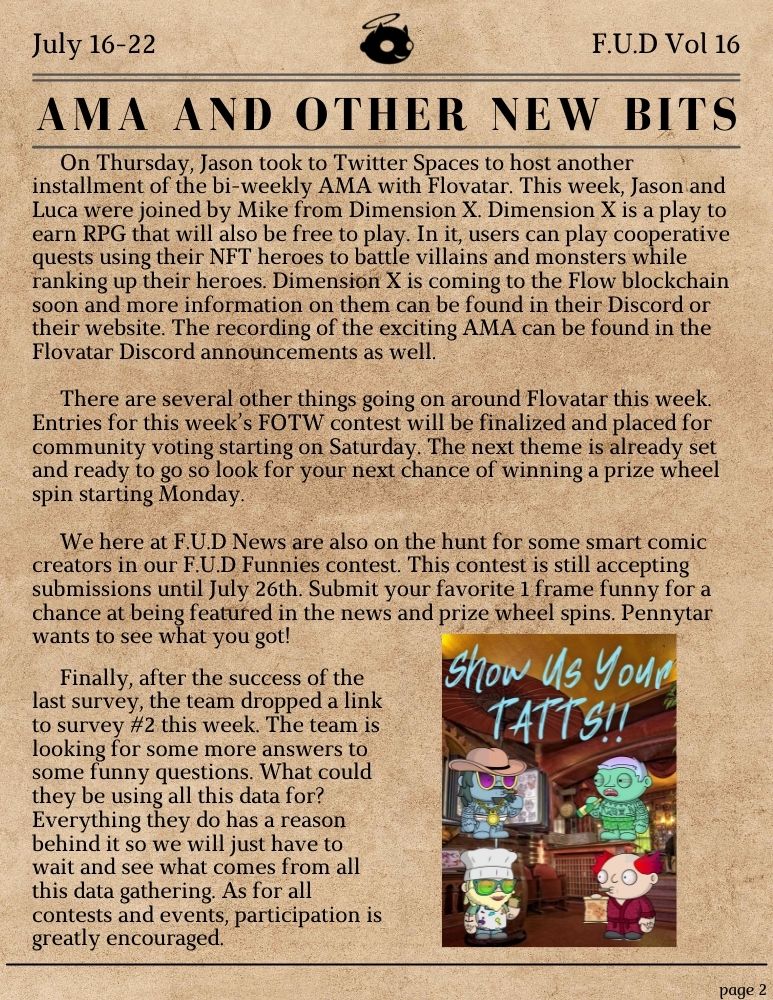 July 16-22
F.U.D Vol 16
AMA AND OTHER NEW BITS
On Thursday, Jason took to Twitter Spaces to host another
installment of the bi-weekly AMA with Flovatar. This week, Jason and
Luca were joined by Mike from Dimension X. Dimension X is a play to
earn RPG that will also be free to play. In it, users can play cooperative
quests using their NFT heroes to battle villains and monsters while
ranking up their heroes. Dimension X is coming to the Flow blockchain
soon and more information on them can be found in their Discord or
their website. The recording of the exciting AMA can be found in the
Flovatar Discord announcements as well.
There are several other things going on around Flovatar this week.
Entries for this week's FOTW contest will be finalized and placed for
community voting starting on Saturday. The next theme is already set
and ready to go so look for your next chance of winning a prize wheel
spin starting Monday.
We here at F.U.D News are also on the hunt for some smart comic
creators in our F.U.D Funnies contest. This contest is still accepting
submissions until July 26th. Submit your favorite 1 frame funny for a
chance at being featured in the news and prize wheel spins. Pennytar
wants to see what you got!
Finally, after the success of the
last survey, the team dropped a link
to survey #2 this week. The team is
looking for some more answers to
some funny questions. What could
they be using all this data for?
Everything they do has a reason
behind it so we will just have to
wait and see what comes from all
this data gathering. As for all
contests and events, participation is
greatly encouraged.
Show Us Your
TATTS!!
page 2